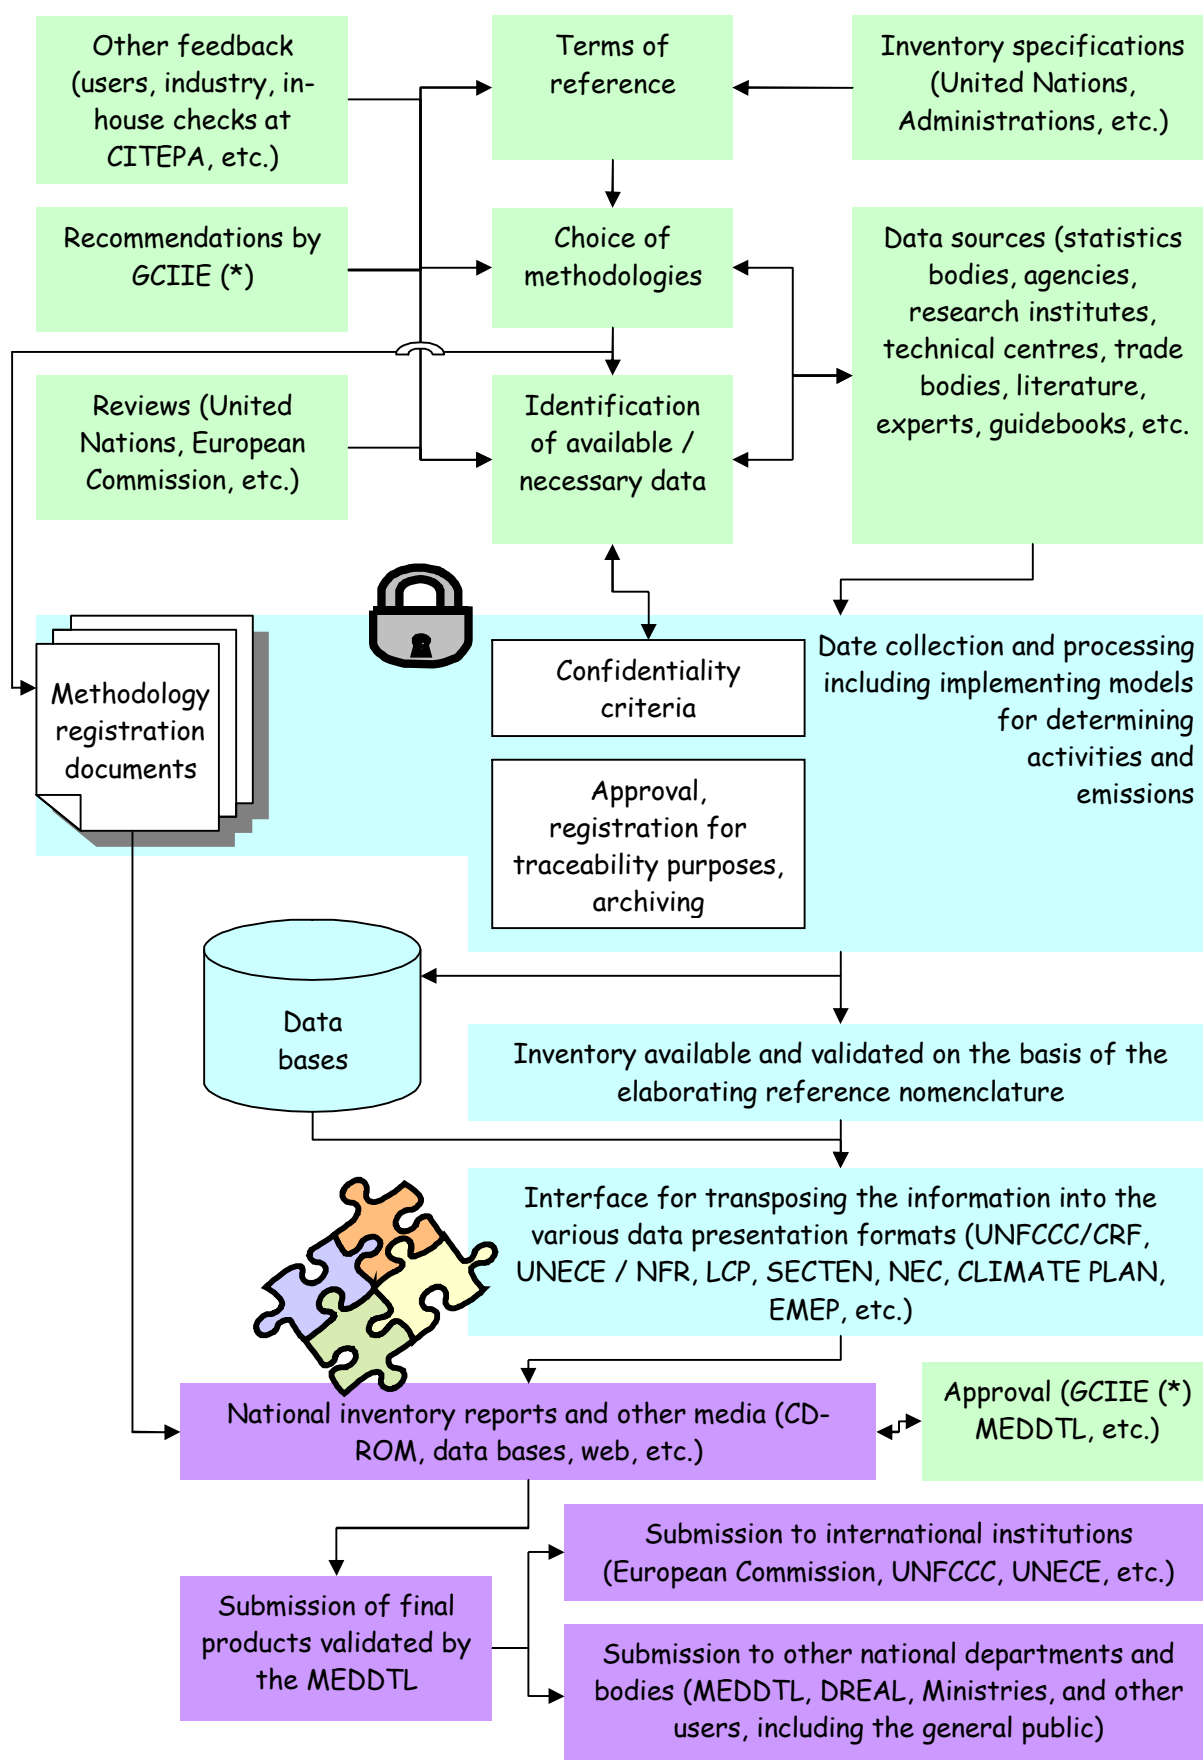 Other feedback
(users, industry, in-
house checks at
CITEPA, etc.)
Terms of
reference
Inventory specifications
(United Nations,
Administrations, etc.)
Recommendations by
GCIIE (*)
Choice of
methodologies
Data sources (statistics
bodies, agencies,
research institutes,
technical centres, trade
bodies, literature,
experts, guidebooks, etc.
Reviews (United
Nations, European
Commission, etc.)
Identification
of available /
necessary data
Methodology
registration
documents
Confidentiality
criteria
Date collection and processing
including implementing models
for determining
activities and
emissions
Approval,
registration for
traceability purposes,
archiving
Data
bases
Inventory available and validated on the basis of the
elaborating reference nomenclature
Interface for transposing the information into the
various data presentation formats (UNFCCC/CRF,
UNECE / NFR, LCP, SECTEN, NEC, CLIMATE PLAN,
EMEP, etc.)
National inventory reports and other media (CD-
ROM, data bases, web, etc.)
Approval (GCIIE (*)
MEDDTL, etc.)
Submission to international institutions
(European Commission, UNFCCC, UNECE, etc.)
Submission of final
products validated by
the MEDDTL
Submission to other national departments and
bodies (MEDDTL, DREAL, Ministries, and other
users, including the general public)